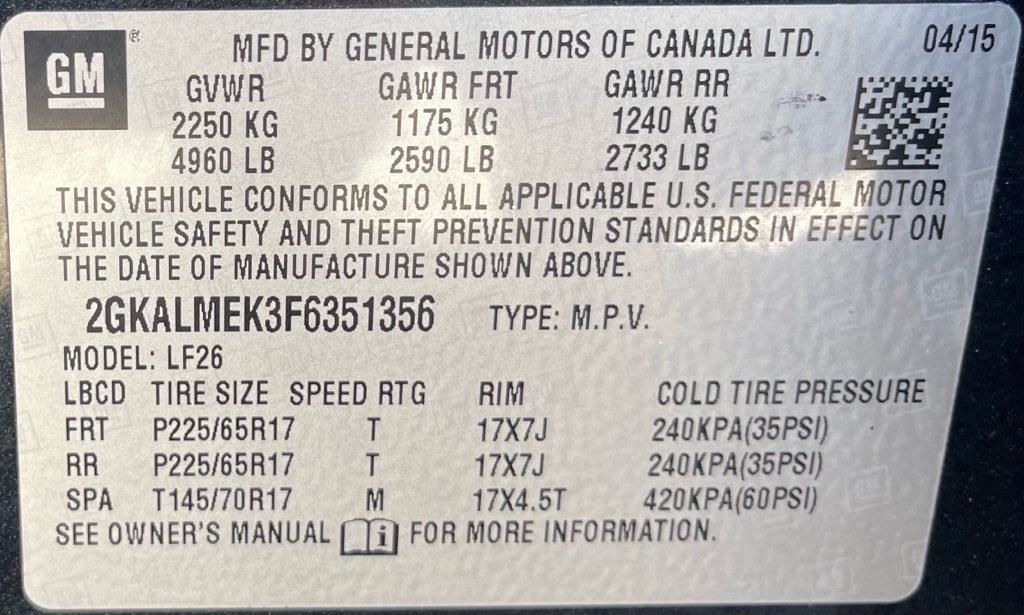 GM ®
MFD BY GENERAL MOTORS OF CANADA LTD. 04/15
GVWR GAWR FRT GAWR RR
2250 KG 1175 KG 1240 KG
4960 LB 2590 LB 2733 LB
THIS VEHICLE CONFORMS TO ALL APPLICABLE U.S. FEDERAL MOTOR
VEHICLE SAFETY AND THEFT PREVENTION STANDARDS IN EFFECT ON
THE DATE OF MANUFACTURE SHOWN ABOVE.
2GKALMEK3F6351356 TYPE: M.P.V.
MODEL: LF26
LBCD TIRE SIZE SPEED RTG RIM COLD TIRE PRESSURE
FRT P225/65R17 T 17X7J 240KPA(35PSI)
RR P225/65R17 T 17X7J 240KPA(35PSI)
SPA T145/70R17 M 17X4.5T 420KPA(60PSI)
SEE OWNER'S MANUAL i FOR MORE INFORMATION.